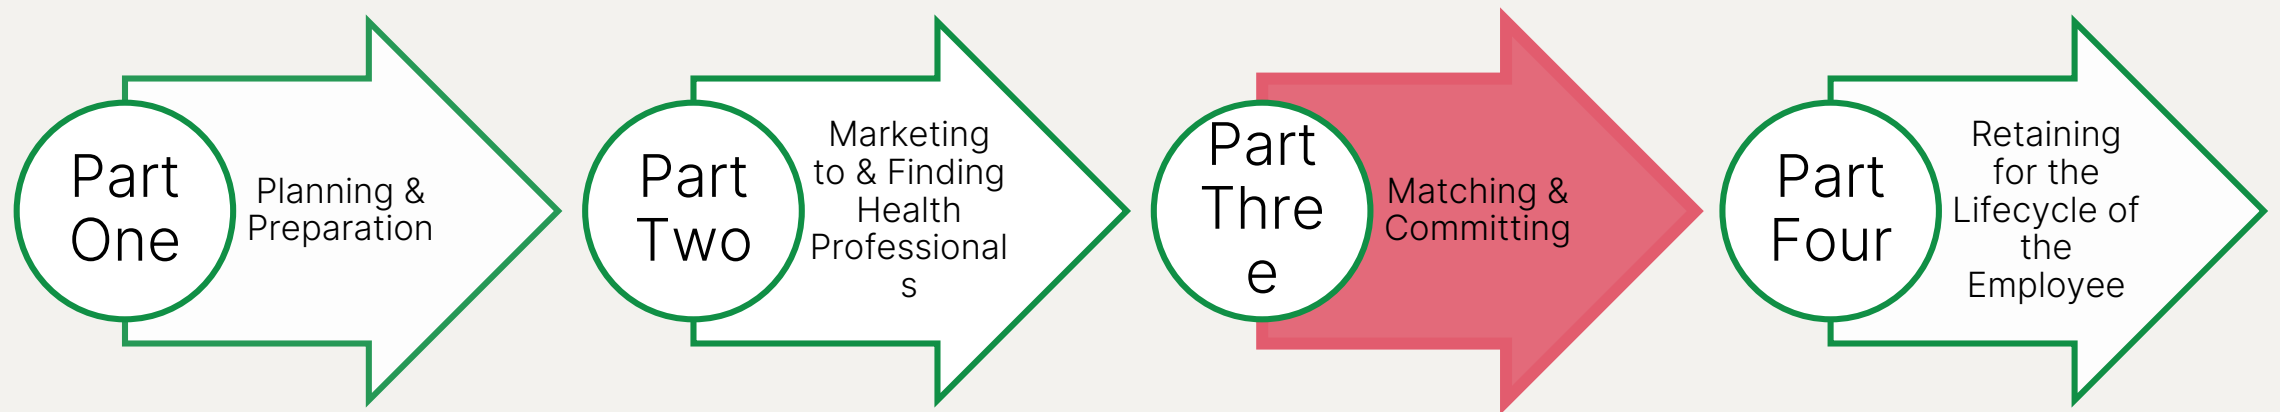 Part
One
Planning &
Preparation
Part
Two
Marketing
to & Finding
Health
Professional
s
Part
Thre
e
Matching &
Committing
Part
Four
Retaining
for the
Lifecycle of
the
Employee